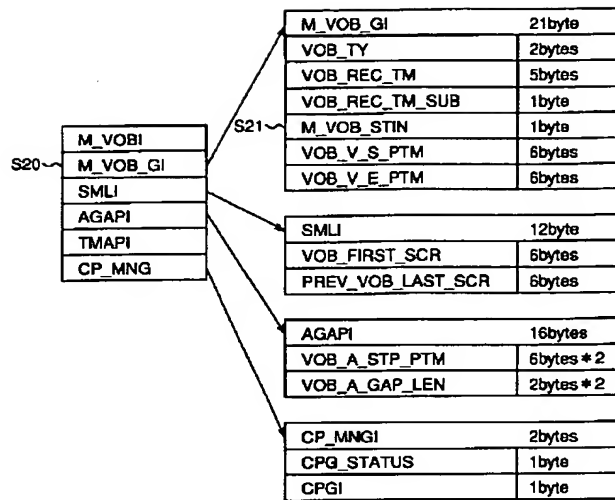 M_VOB_GI 21byte
VOB_TY 2bytes
VOB_REC_TM 5bytes
VOB_REC_TM_SUB 1byte
S21 M_VOB_STIN 1byte
VOB_V_S_PTM 6bytes
VOB_V_E_PTM 6bytes
M_VOBI
S20 M_VOB_GI
SMLI
AGAPI
TMAPI
CP_MNG
SMLI 12byte
VOB_FIRST_SCR 6bytes
PREV_VOB_LAST_SCR 6bytes
AGAPI 16bytes
VOB_A_STP_PTM 6bytes*2
VOB_A_GAP_LEN 2bytes*2
CP_MNGI 2bytes
CPG_STATUS 1byte
CPGI 1byte